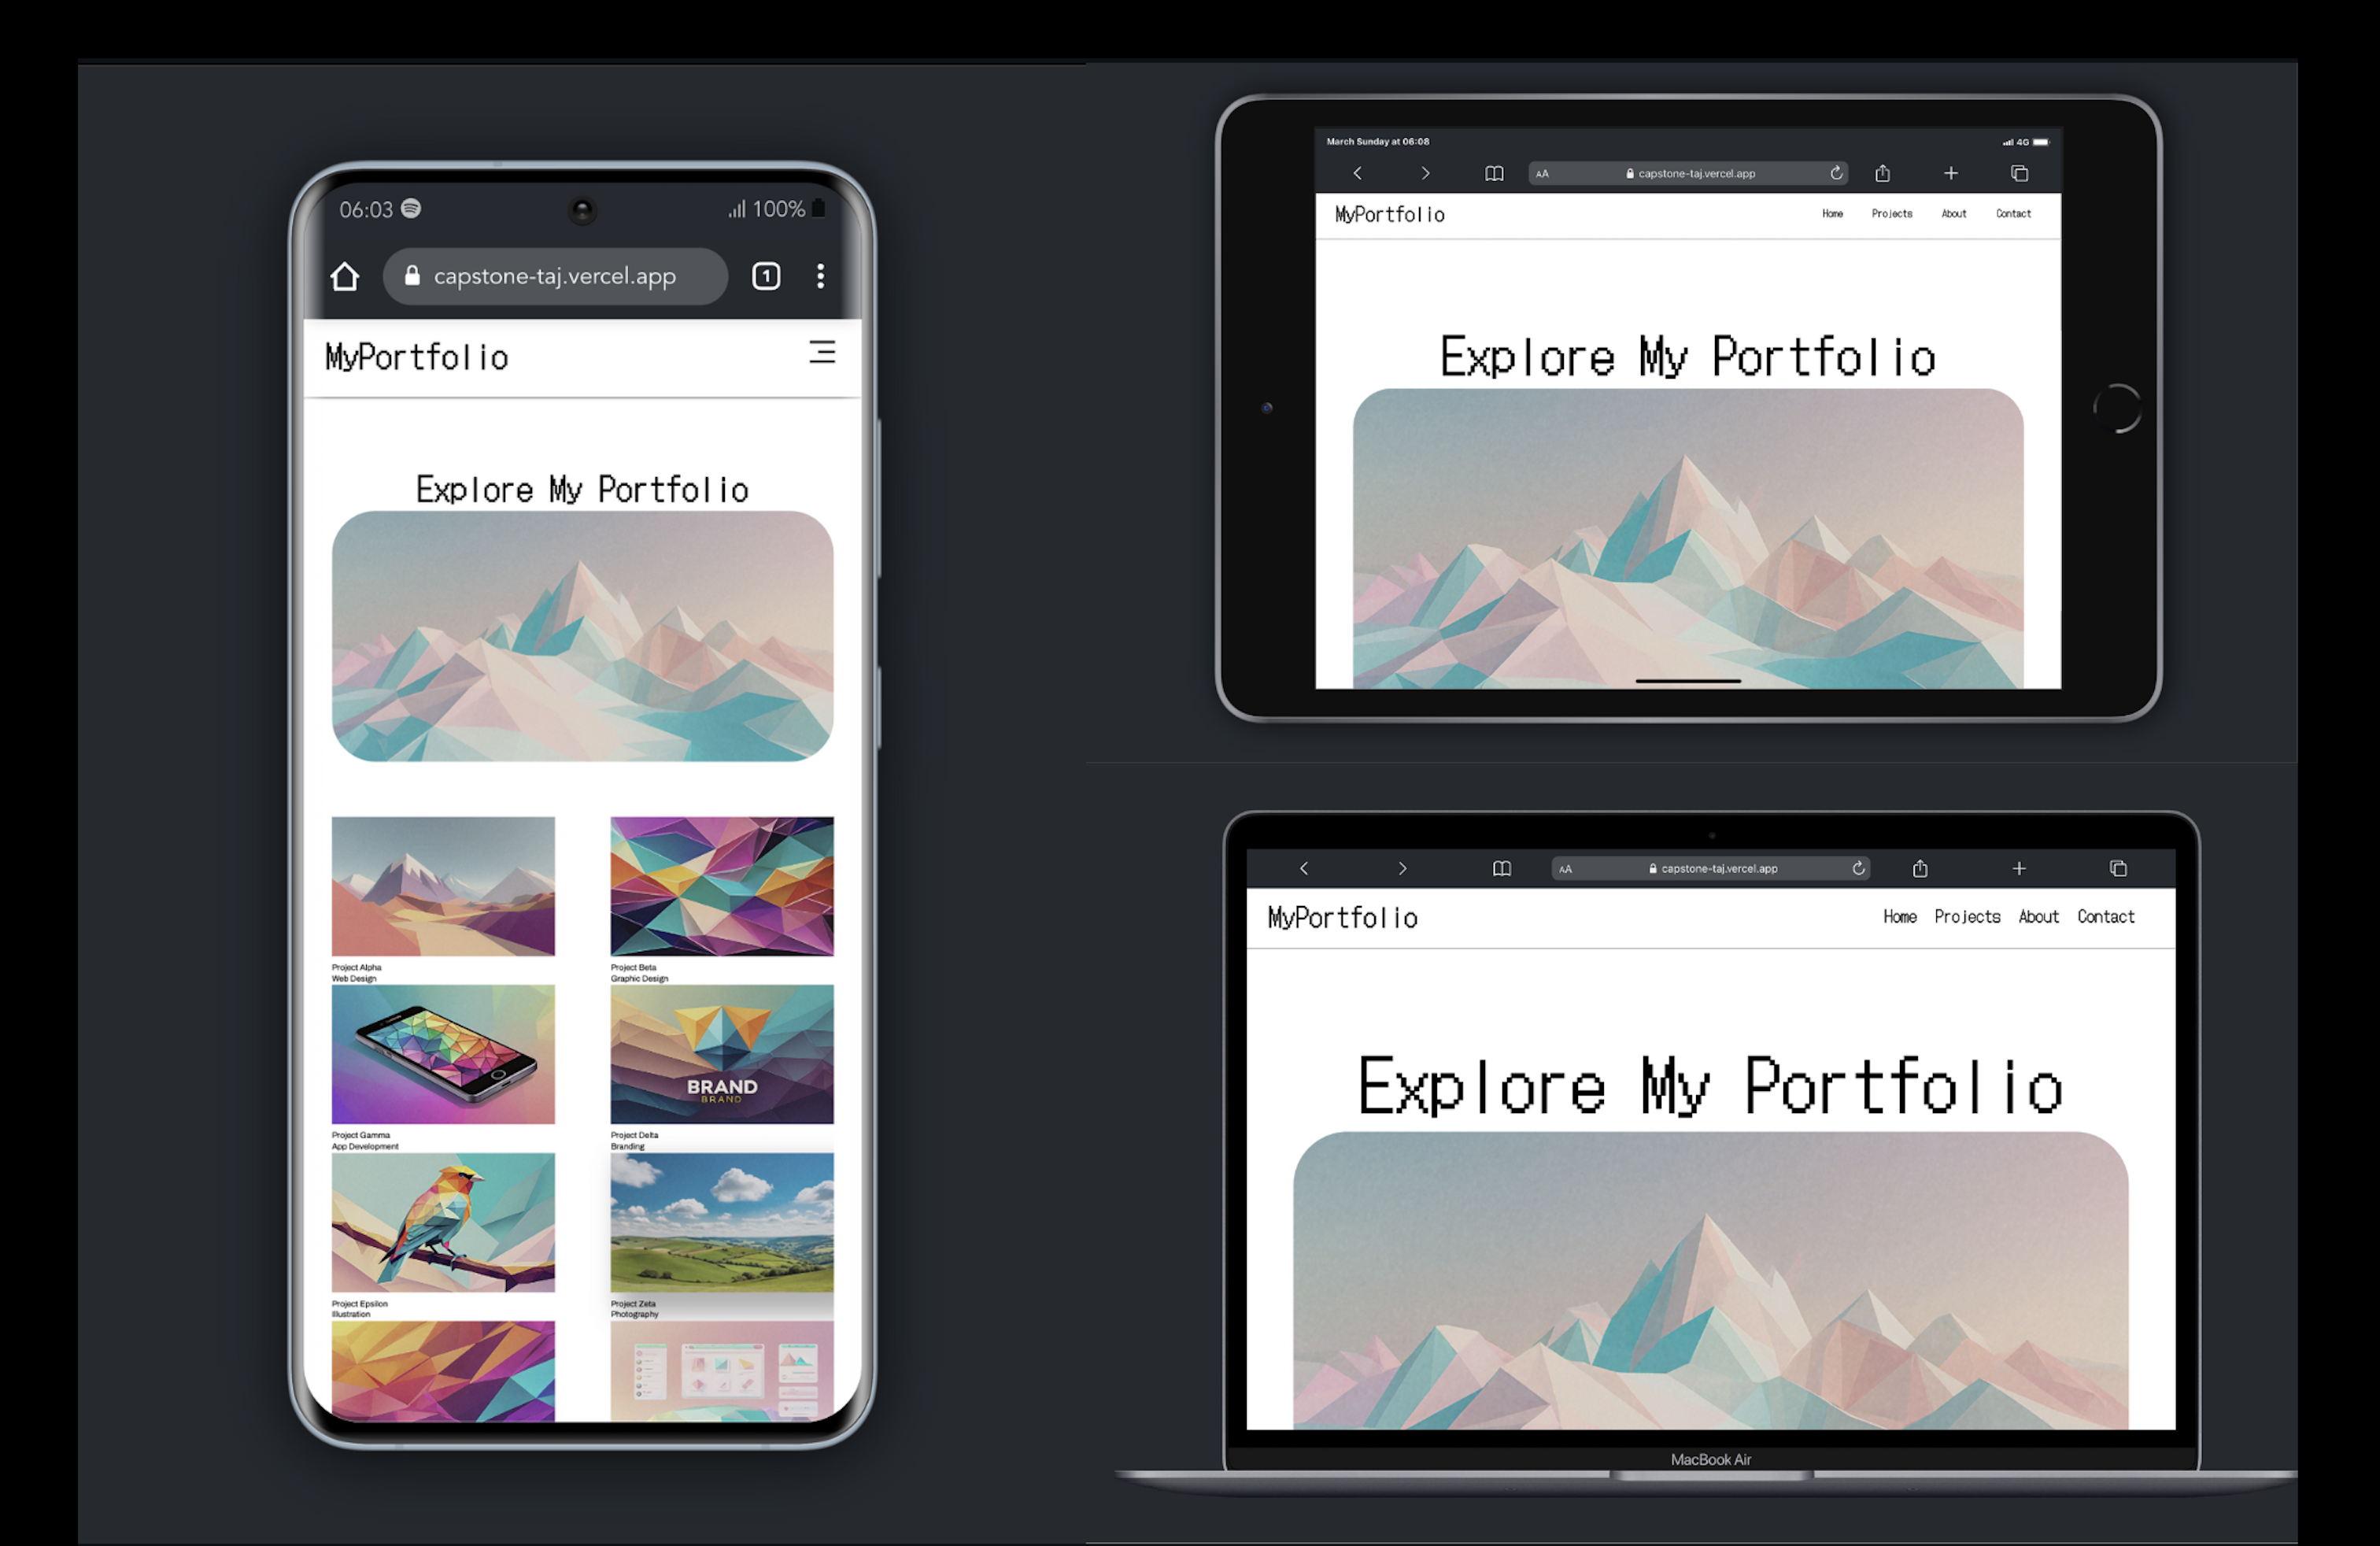 06:03
100%
capstone-taj.vercel.app
1
MyPortfolio
Explore My Portfolio
Project Alpha
Web Design
Project Beta
Graphic Design
BRAND
BRAND
Project Gamma
App Development
Project Delta
Branding
Project Epsilon
Illustration
Project Zeta
Photography
March Sunday at 06:08
4G
AA
capstone-taj.vercel.app
MyPortfolio
Home
Projects
About
Contact
Explore My Portfolio
AA
capstone-taj.vercel.app
MyPortfolio
Home Projects About Contact
Explore My Portfolio
MacBook Air